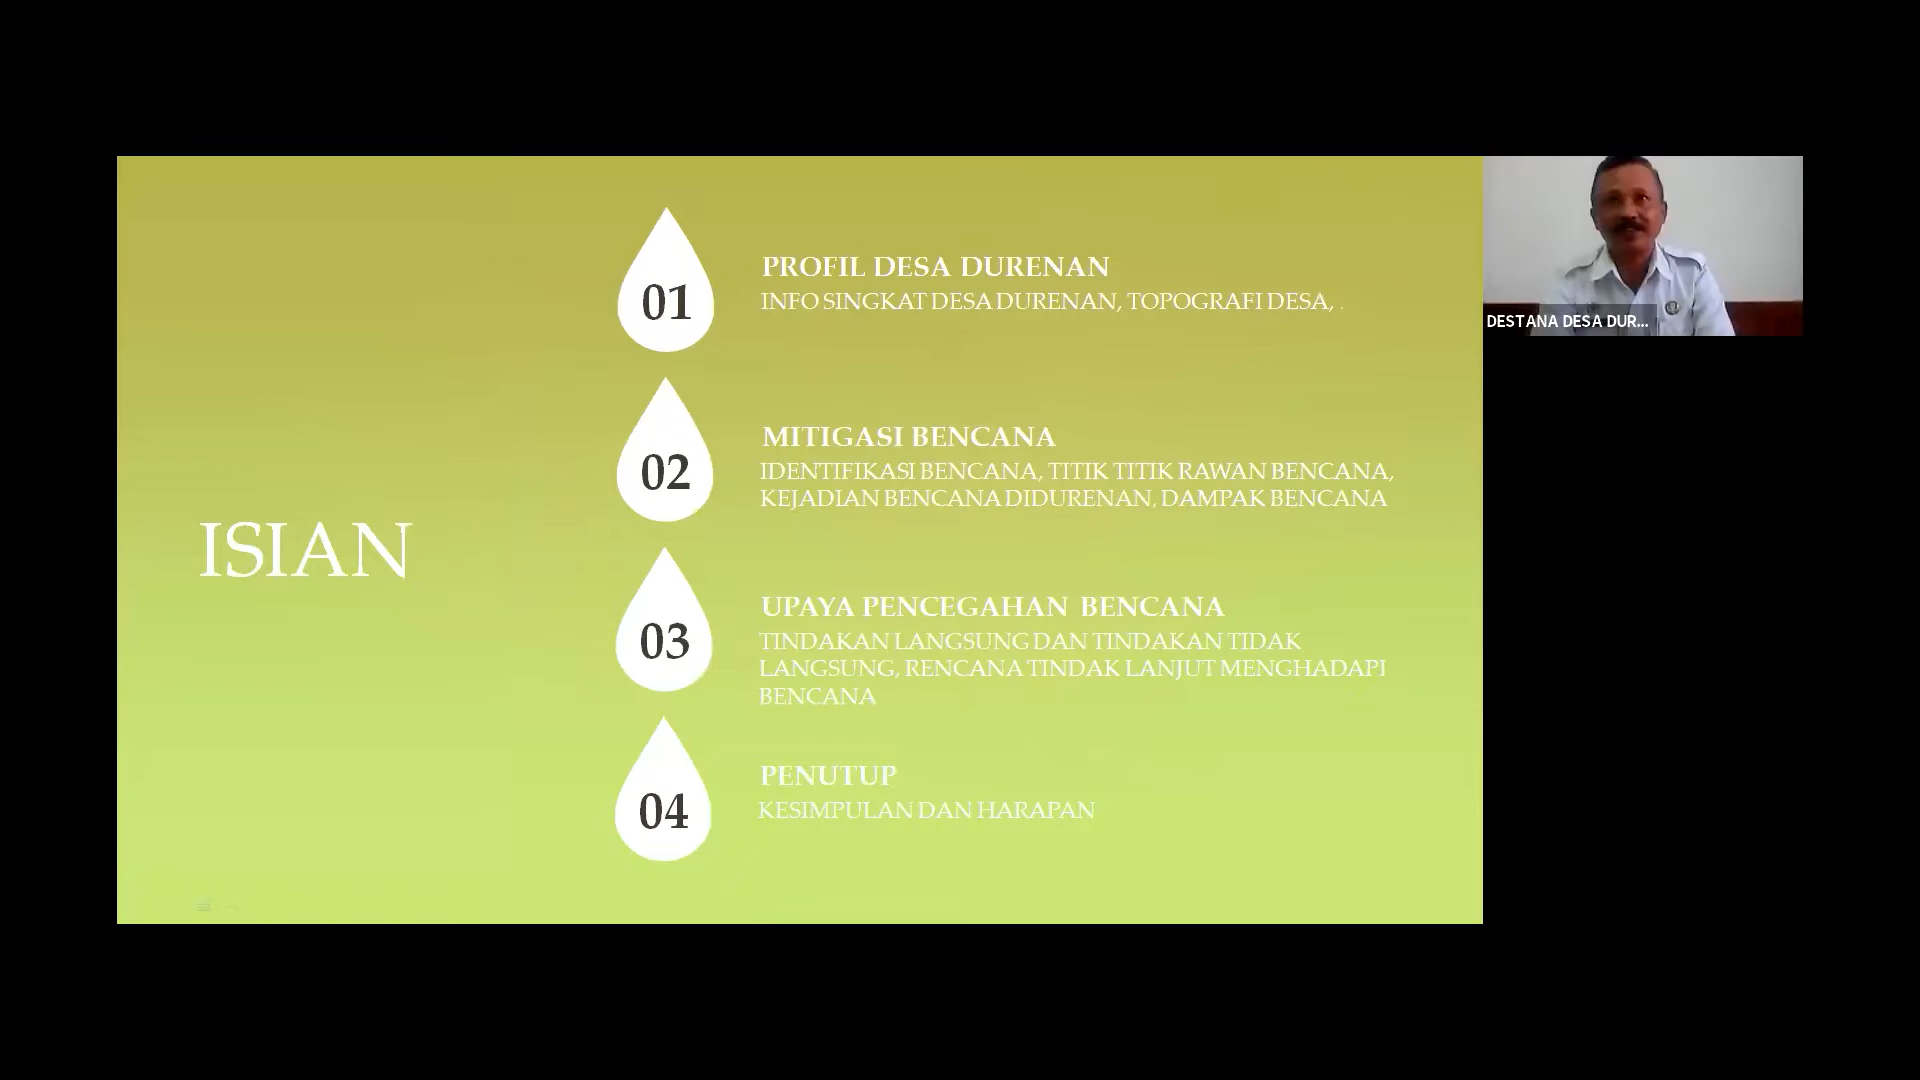 ISIAN
01
PROFIL DESA DURENAN
INFO SINGKAT DESA DURENAN, TOPOGRAFI DESA, .
02
MITIGASI BENCANA
IDENTIFIKASI BENCANA, TITIK TITIK RAWAN BENCANA,
KEJADIAN BENCANA DIDURENAN, DAMPAK BENCANA
03
UPAYA PENCEGAHAN BENCANA
TINDAKAN LANGSUNG DAN TINDAKAN TIDAK
LANGSUNG, RENCANA TINDAK LANJUT MENGHADAPI
BENCANA
04
PENUTUP
KESIMPULAN DAN HARAPAN
DESTANA DESA DUR...